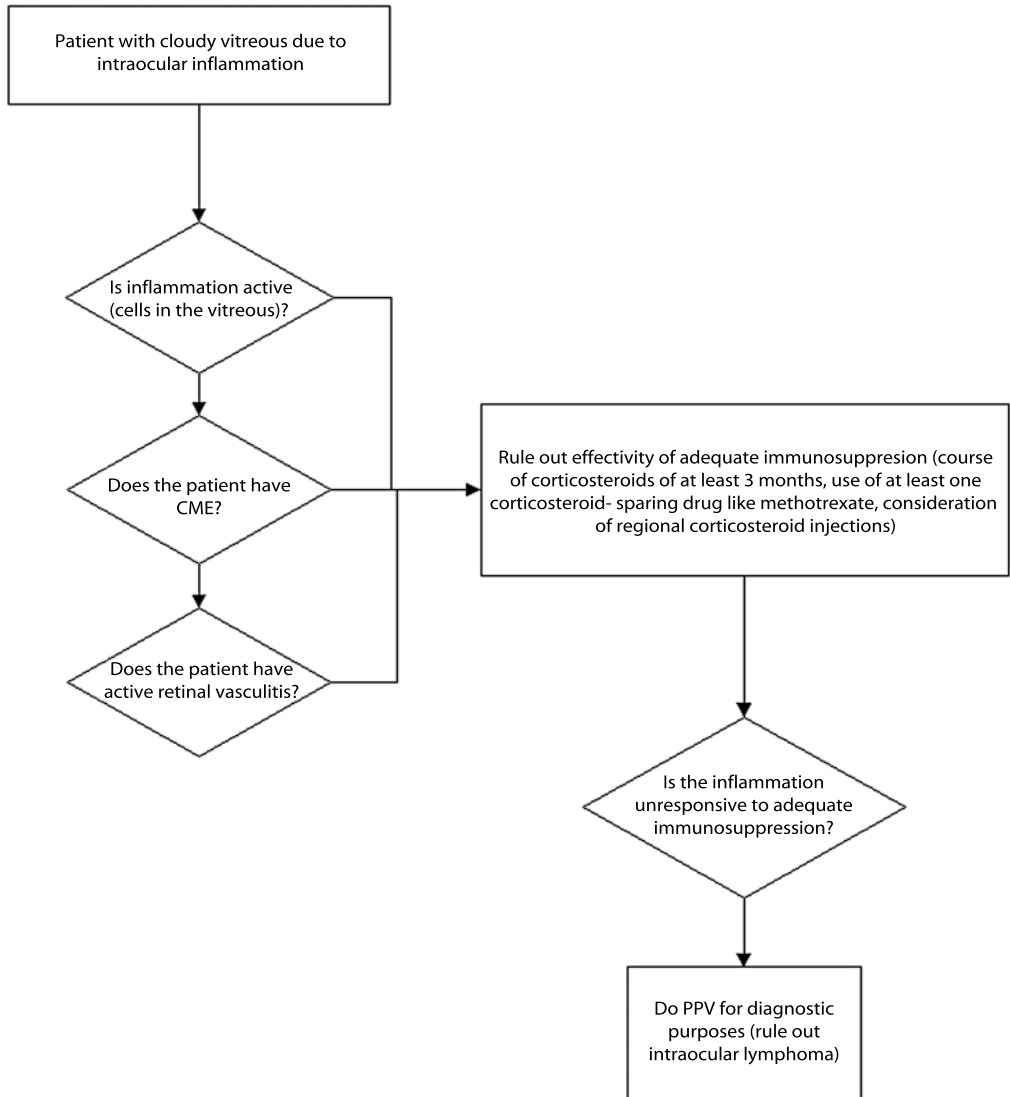 Patient with cloudy vitreous due to
intraocular inflammation
Is inflammation active
(cells in the vitreous)?
Does the patient have
CME?
Rule out effectivity of adequate immunosuppresion (course
of corticosteroids of at least 3 months, use of at least one
corticosteroid- sparing drug like methotrexate, consideration
of regional corticosteroid injections)
Does the patient have
active retinal vasculitis?
Is the inflammation
unresponsive to adequate
immunosuppression?
Do PPV for diagnostic
purposes (rule out
intraocular lymphoma)